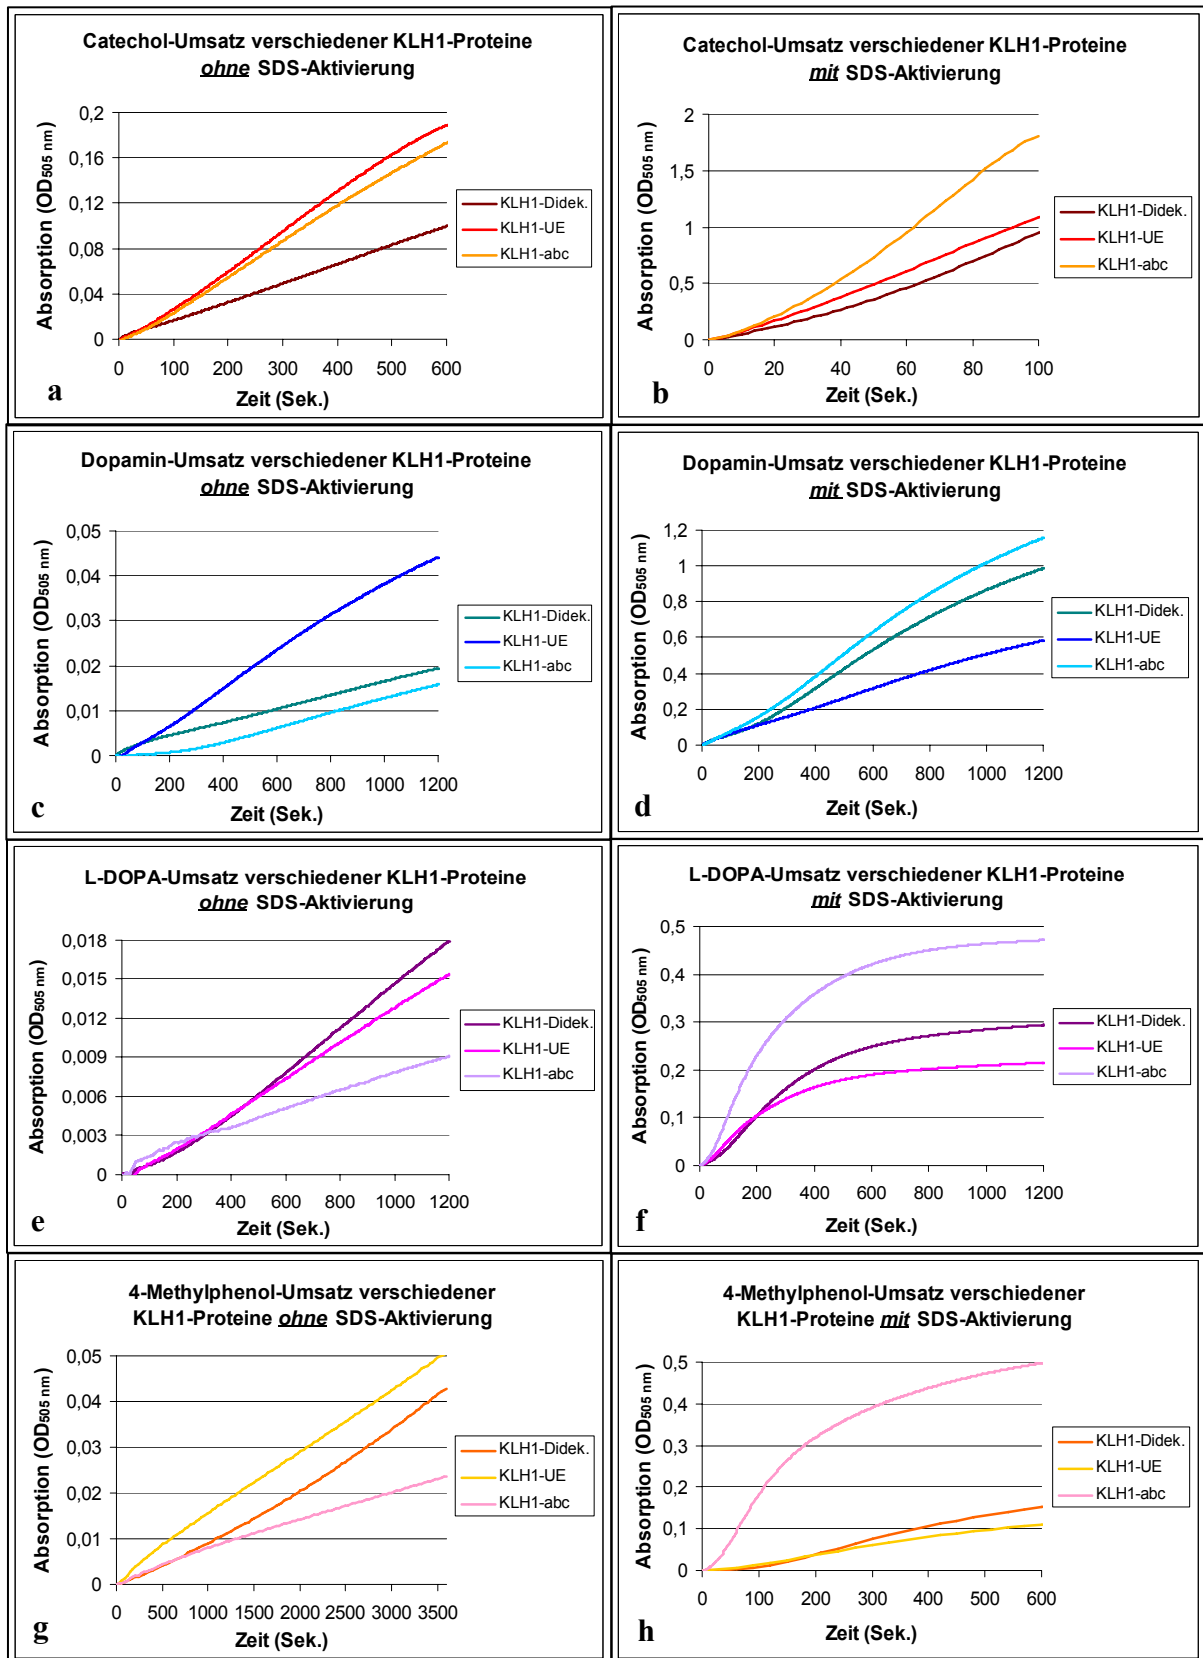 Catechol-Umsatz verschiedener KLH1-Proteine
ohne SDS-Aktivierung
Absorption (OD505 nm)
0,2
0,16
0,12
0,08
0,04
0
0 100 200 300 400 500 600
Zeit (Sek.)
KLH1-Didek.
KLH1-UE
KLH1-abc
a
Catechol-Umsatz verschiedener KLH1-Proteine
mit SDS-Aktivierung
Absorption (OD505 nm)
2
1,5
1
0,5
0
0 20 40 60 80 100
Zeit (Sek.)
KLH1-Didek.
KLH1-UE
KLH1-abc
b
Dopamin-Umsatz verschiedener KLH1-Proteine
ohne SDS-Aktivierung
Absorption (OD505 nm)
0,05
0,04
0,03
0,02
0,01
0
0 200 400 600 800 1000 1200
Zeit (Sek.)
KLH1-Didek.
KLH1-UE
KLH1-abc
c
Dopamin-Umsatz verschiedener KLH1-Proteine
mit SDS-Aktivierung
Absorption (OD505 nm)
1,2
1
0,8
0,6
0,4
0,2
0
0 200 400 600 800 1000 1200
Zeit (Sek.)
KLH1-Didek.
KLH1-UE
KLH1-abc
d
L-DOPA-Umsatz verschiedener KLH1-Proteine
ohne SDS-Aktivierung
Absorption (OD505 nm)
0,018
0,015
0,012
0,009
0,006
0,003
0
0 200 400 600 800 1000 1200
Zeit (Sek.)
KLH1-Didek.
KLH1-UE
KLH1-abc
e
L-DOPA-Umsatz verschiedener KLH1-Proteine
mit SDS-Aktivierung
Absorption (OD505 nm)
0,5
0,4
0,3
0,2
0,1
0
0 200 400 600 800 1000 1200
Zeit (Sek.)
KLH1-Didek.
KLH1-UE
KLH1-abc
f
4-Methylphenol-Umsatz verschiedener
KLH1-Proteine ohne SDS-Aktivierung
Absorption (OD505 nm)
0,05
0,04
0,03
0,02
0,01
0
0 500 1000 1500 2000 2500 3000 3500
Zeit (Sek.)
KLH1-Didek.
KLH1-UE
KLH1-abc
g
4-Methylphenol-Umsatz verschiedener
KLH1-Proteine mit SDS-Aktivierung
Absorption (OD505 nm)
0,5
0,4
0,3
0,2
0,1
0
0 100 200 300 400 500 600
Zeit (Sek.)
KLH1-Didek.
KLH1-UE
KLH1-abc
h